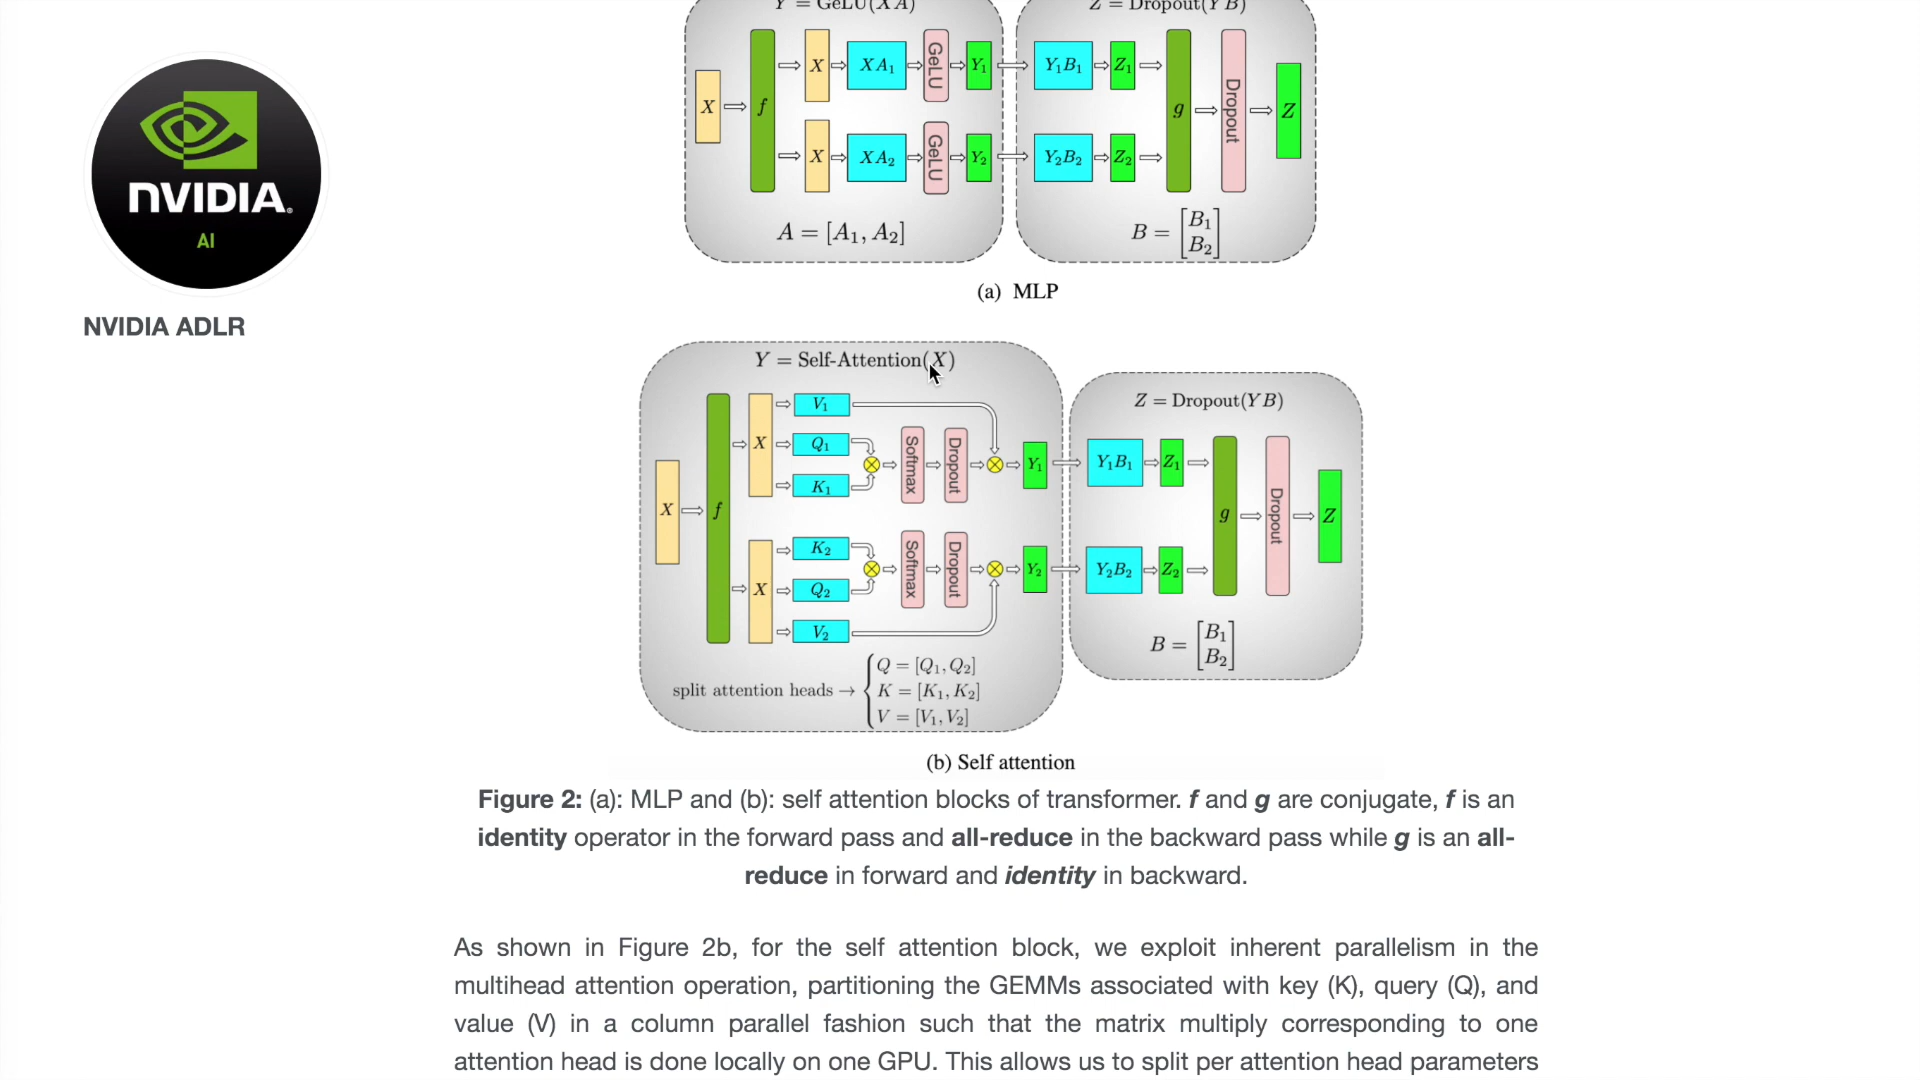 Y = GeLU(XA)
Z = Dropout(YB)
X
f
X
XA₁
GeLU
Y₁
Y₁B₁
Z₁
X
XA₂
GeLU
Y₂
Y₂B₂
Z₂
g
Dropout
Z
A = [A₁, A₂]
B = [B₁
B₂]
(a) MLP
NVIDIA.
AI
NVIDIA ADLR
Y = Self-Attention(X)
Z = Dropout(YB)
X
f
X
V₁
Q₁
K₁
Softmax
Dropout
Y₁
Y₁B₁
Z₁
X
K₂
Q₂
V₂
Softmax
Dropout
Y₂
Y₂B₂
Z₂
g
Dropout
Z
B = [B₁
B₂]
split attention heads →
Q = [Q₁, Q₂]
K = [K₁, K₂]
V = [V₁, V₂]
(b) Self attention
Figure 2: (a): MLP and (b): self attention blocks of transformer. f and g are conjugate, f is an
identity operator in the forward pass and all-reduce in the backward pass while g is an all-
reduce in forward and identity in backward.
As shown in Figure 2b, for the self attention block, we exploit inherent parallelism in the
multihead attention operation, partitioning the GEMMs associated with key (K), query (Q), and
value (V) in a column parallel fashion such that the matrix multiply corresponding to one
attention head is done locally on one GPU. This allows us to split per attention head parameters